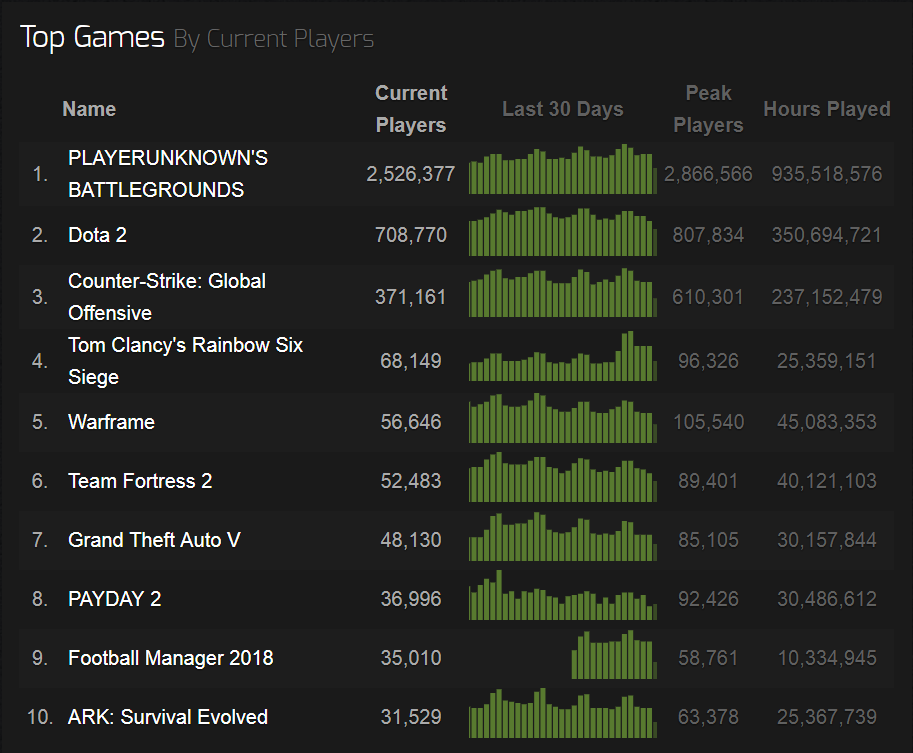 Top Games By Current Players
Name Current Players Last 30 Days Peak Players Hours Played
1. PLAYERUNKNOWN'S BATTLEGROUNDS 2,526,377 2,866,566 935,518,576
2. Dota 2 708,770 807,834 350,694,721
3. Counter-Strike: Global Offensive 371,161 610,301 237,152,479
4. Tom Clancy's Rainbow Six Siege 68,149 96,326 25,359,151
5. Warframe 56,646 105,540 45,083,353
6. Team Fortress 2 52,483 89,401 40,121,103
7. Grand Theft Auto V 48,130 85,105 30,157,844
8. PAYDAY 2 36,996 92,426 30,486,612
9. Football Manager 2018 35,010 58,761 10,334,945
10. ARK: Survival Evolved 31,529 63,378 25,367,739